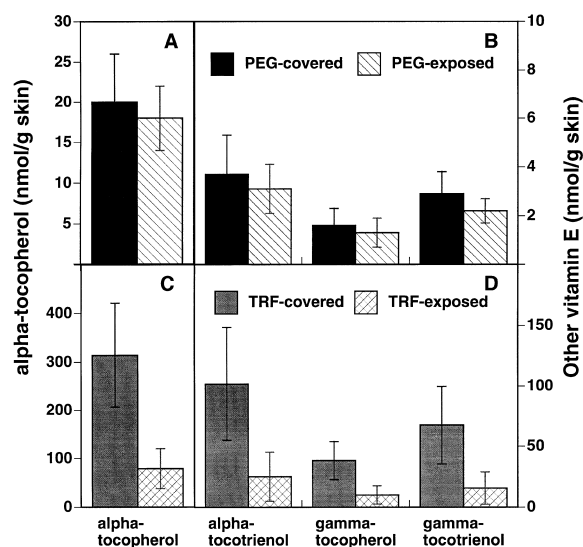 30
25
20
15
10
5
A
B
10
8
6
4
2
PEG-covered
PEG-exposed
alpha-tocopherol (nmol/g skin)
Other vitamin E (nmol/g skin)
C
D
TRF-covered
TRF-exposed
400
300
200
100
0
150
100
50
0
alpha-
tocopherol
alpha-
tocotrienol
gamma-
tocopherol
gamma-
tocotrienol